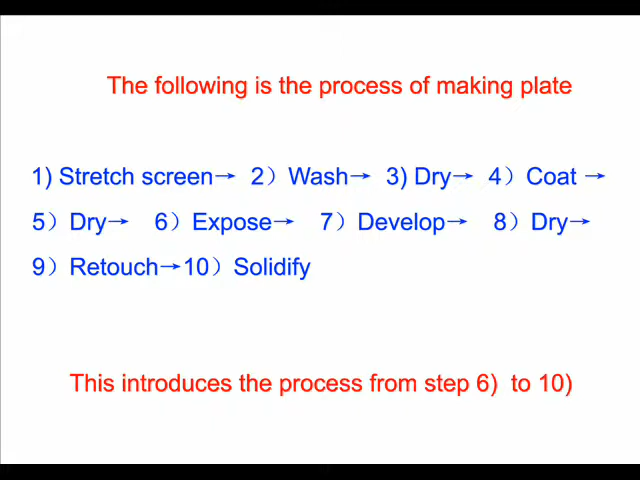 The following is the process of making plate
1) Stretch screen→ 2）Wash→ 3) Dry→ 4）Coat →
5）Dry→ 6）Expose→ 7）Develop→ 8）Dry→
9）Retouch→10）Solidify
This introduces the process from step 6) to 10)